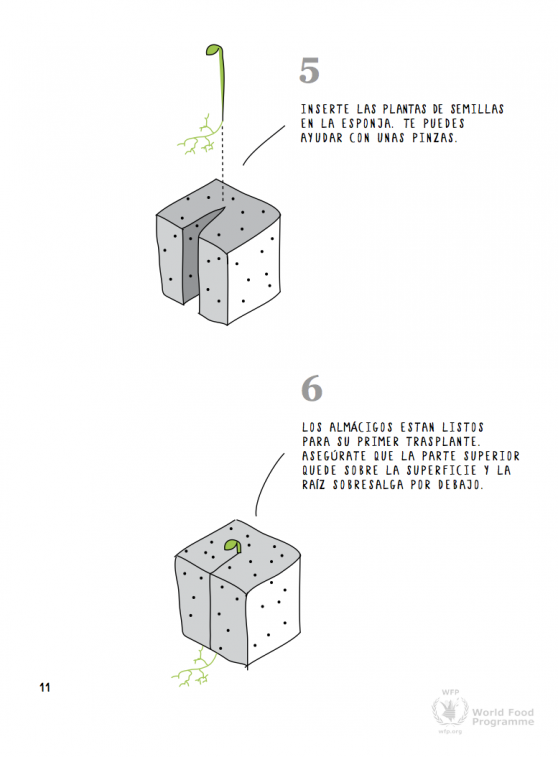 5
INSERTE LAS PLANTAS DE SEMILLAS
EN LA ESPONJA. TE PUEDES
AYUDAR CON UNAS PINZAS.
6
LOS ALMÁCIGOS ESTAN LISTOS
PARA SU PRIMER TRASPLANTE.
ASEGÚRATE QUE LA PARTE SUPERIOR
QUEDE SOBRE LA SUPERFICIE Y LA
RAÍZ SOBRESALGA POR DEBAJO.
11
WFP
World Food
Programme
wfp.org